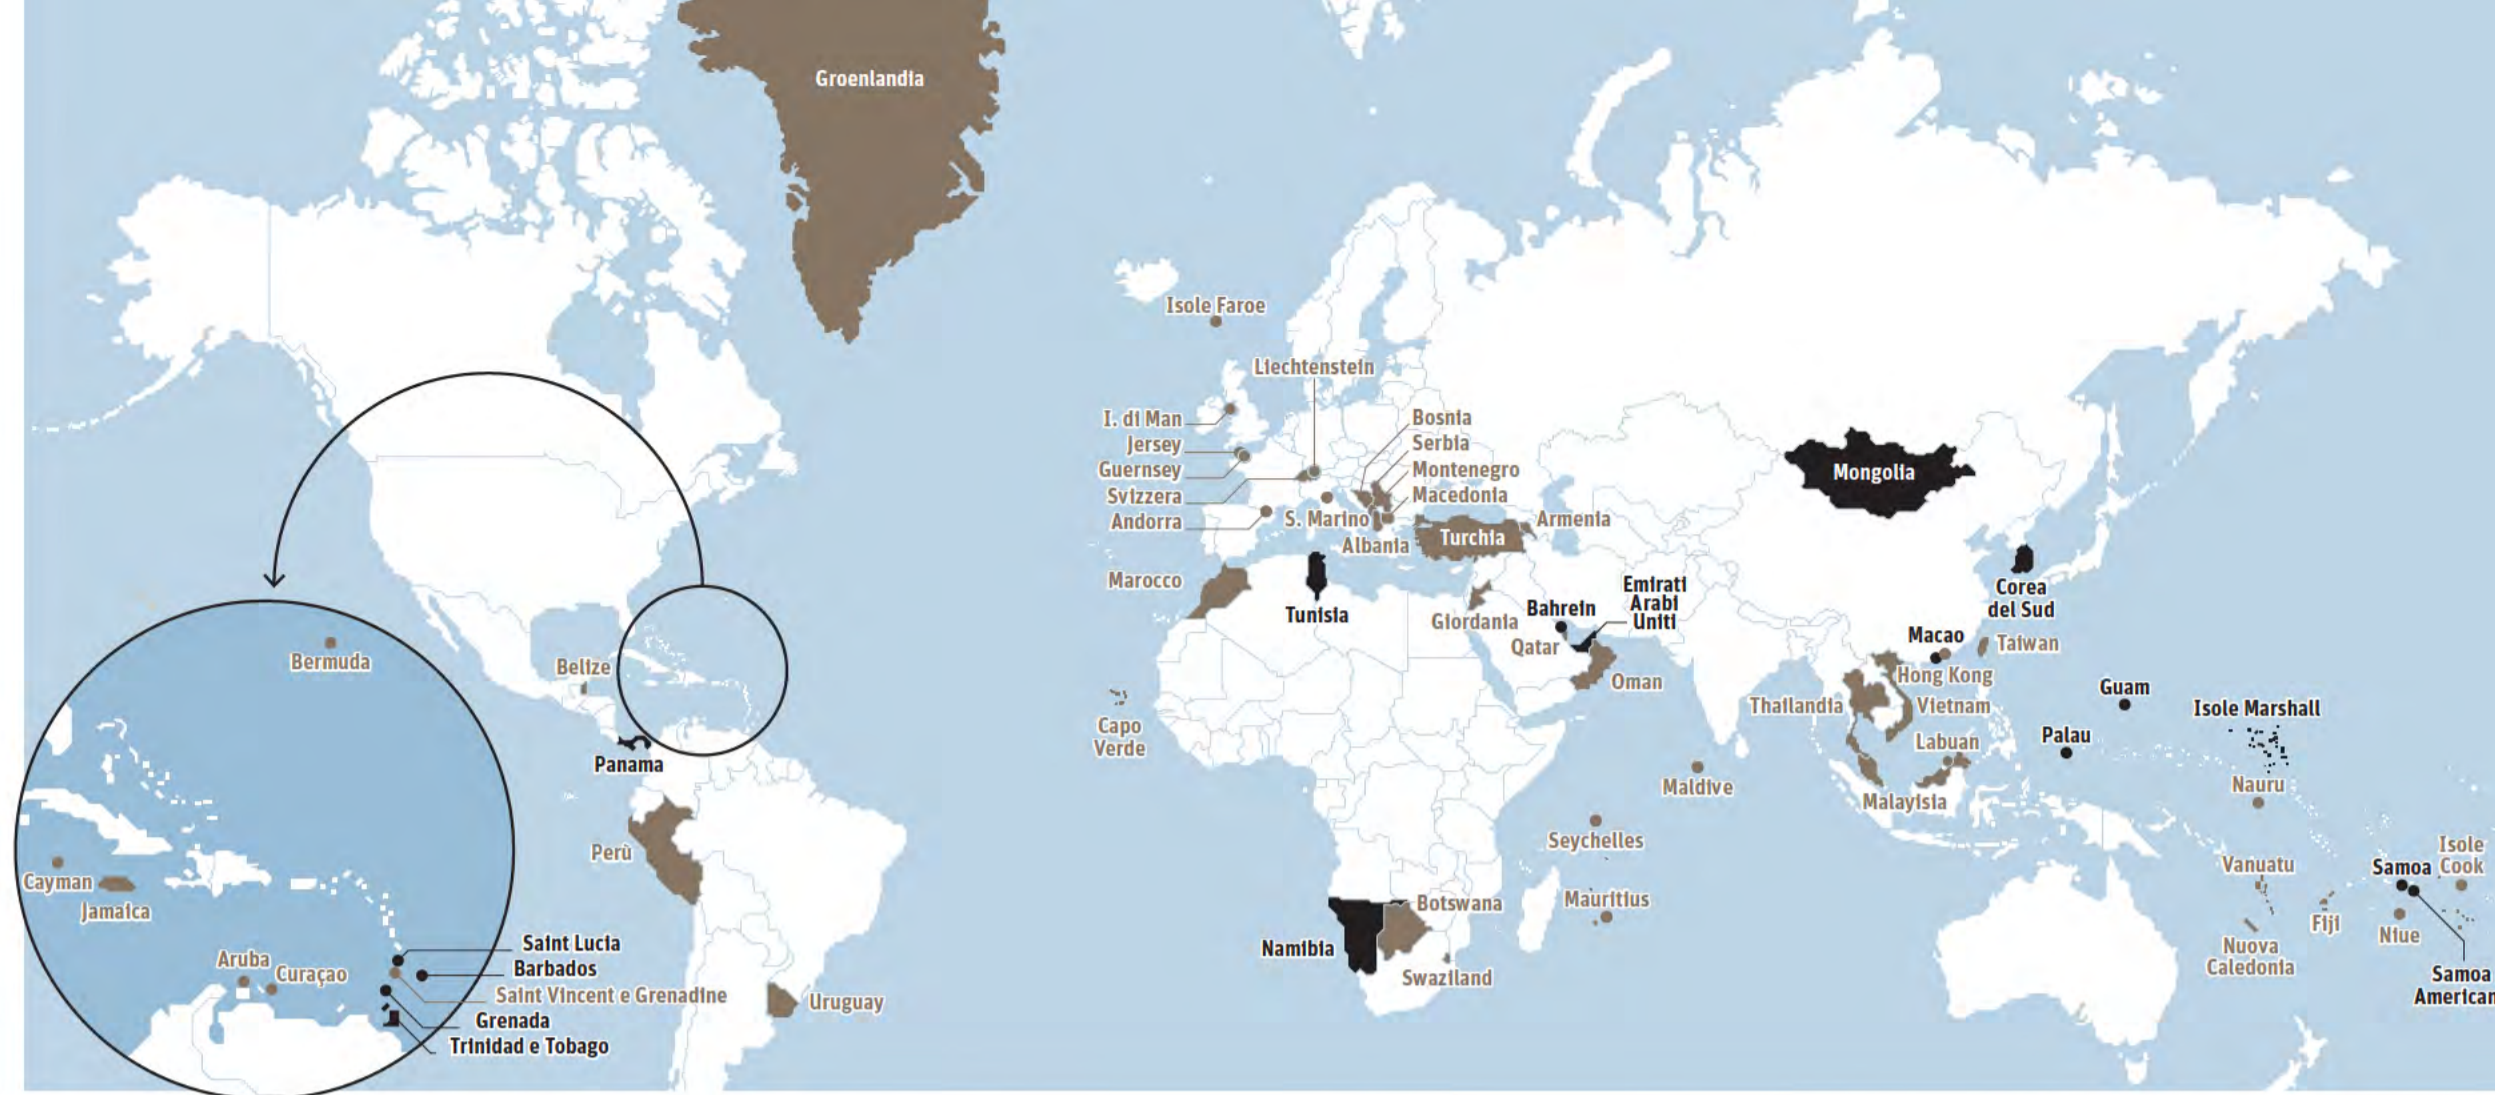 Groenlandia
Isole Faroe
Liechtenstein
I. di Man
Jersey
Guernsey
Svizzera
Andorra
Bosnia
Serbia
Montenegro
Macedonia
S. Marino
Albania
Turchia
Armenia
Mongolia
Marocco
Tunisia
Giordania
Bahrein
Qatar
Emirati
Arabi
Uniti
Oman
Corea
del Sud
Macao
Taiwan
Hong Kong
Thailandia
Vietnam
Labuan
Malayisia
Guam
Palau
Isole Marshall
Nauru
Capo
Verde
Maldive
Seychelles
Mauritius
Botswana
Namibia
Swaziland
Vanuatu
Nuova
Caledonia
Fiji
Samoa
Isole
Cook
Niue
Samoa
American
Bermuda
Belize
Panama
Perù
Uruguay
Cayman
Jamaica
Aruba
Curaçao
Saint Lucia
Barbados
Saint Vincent e Grenadine
Grenada
Trinidad e Tobago